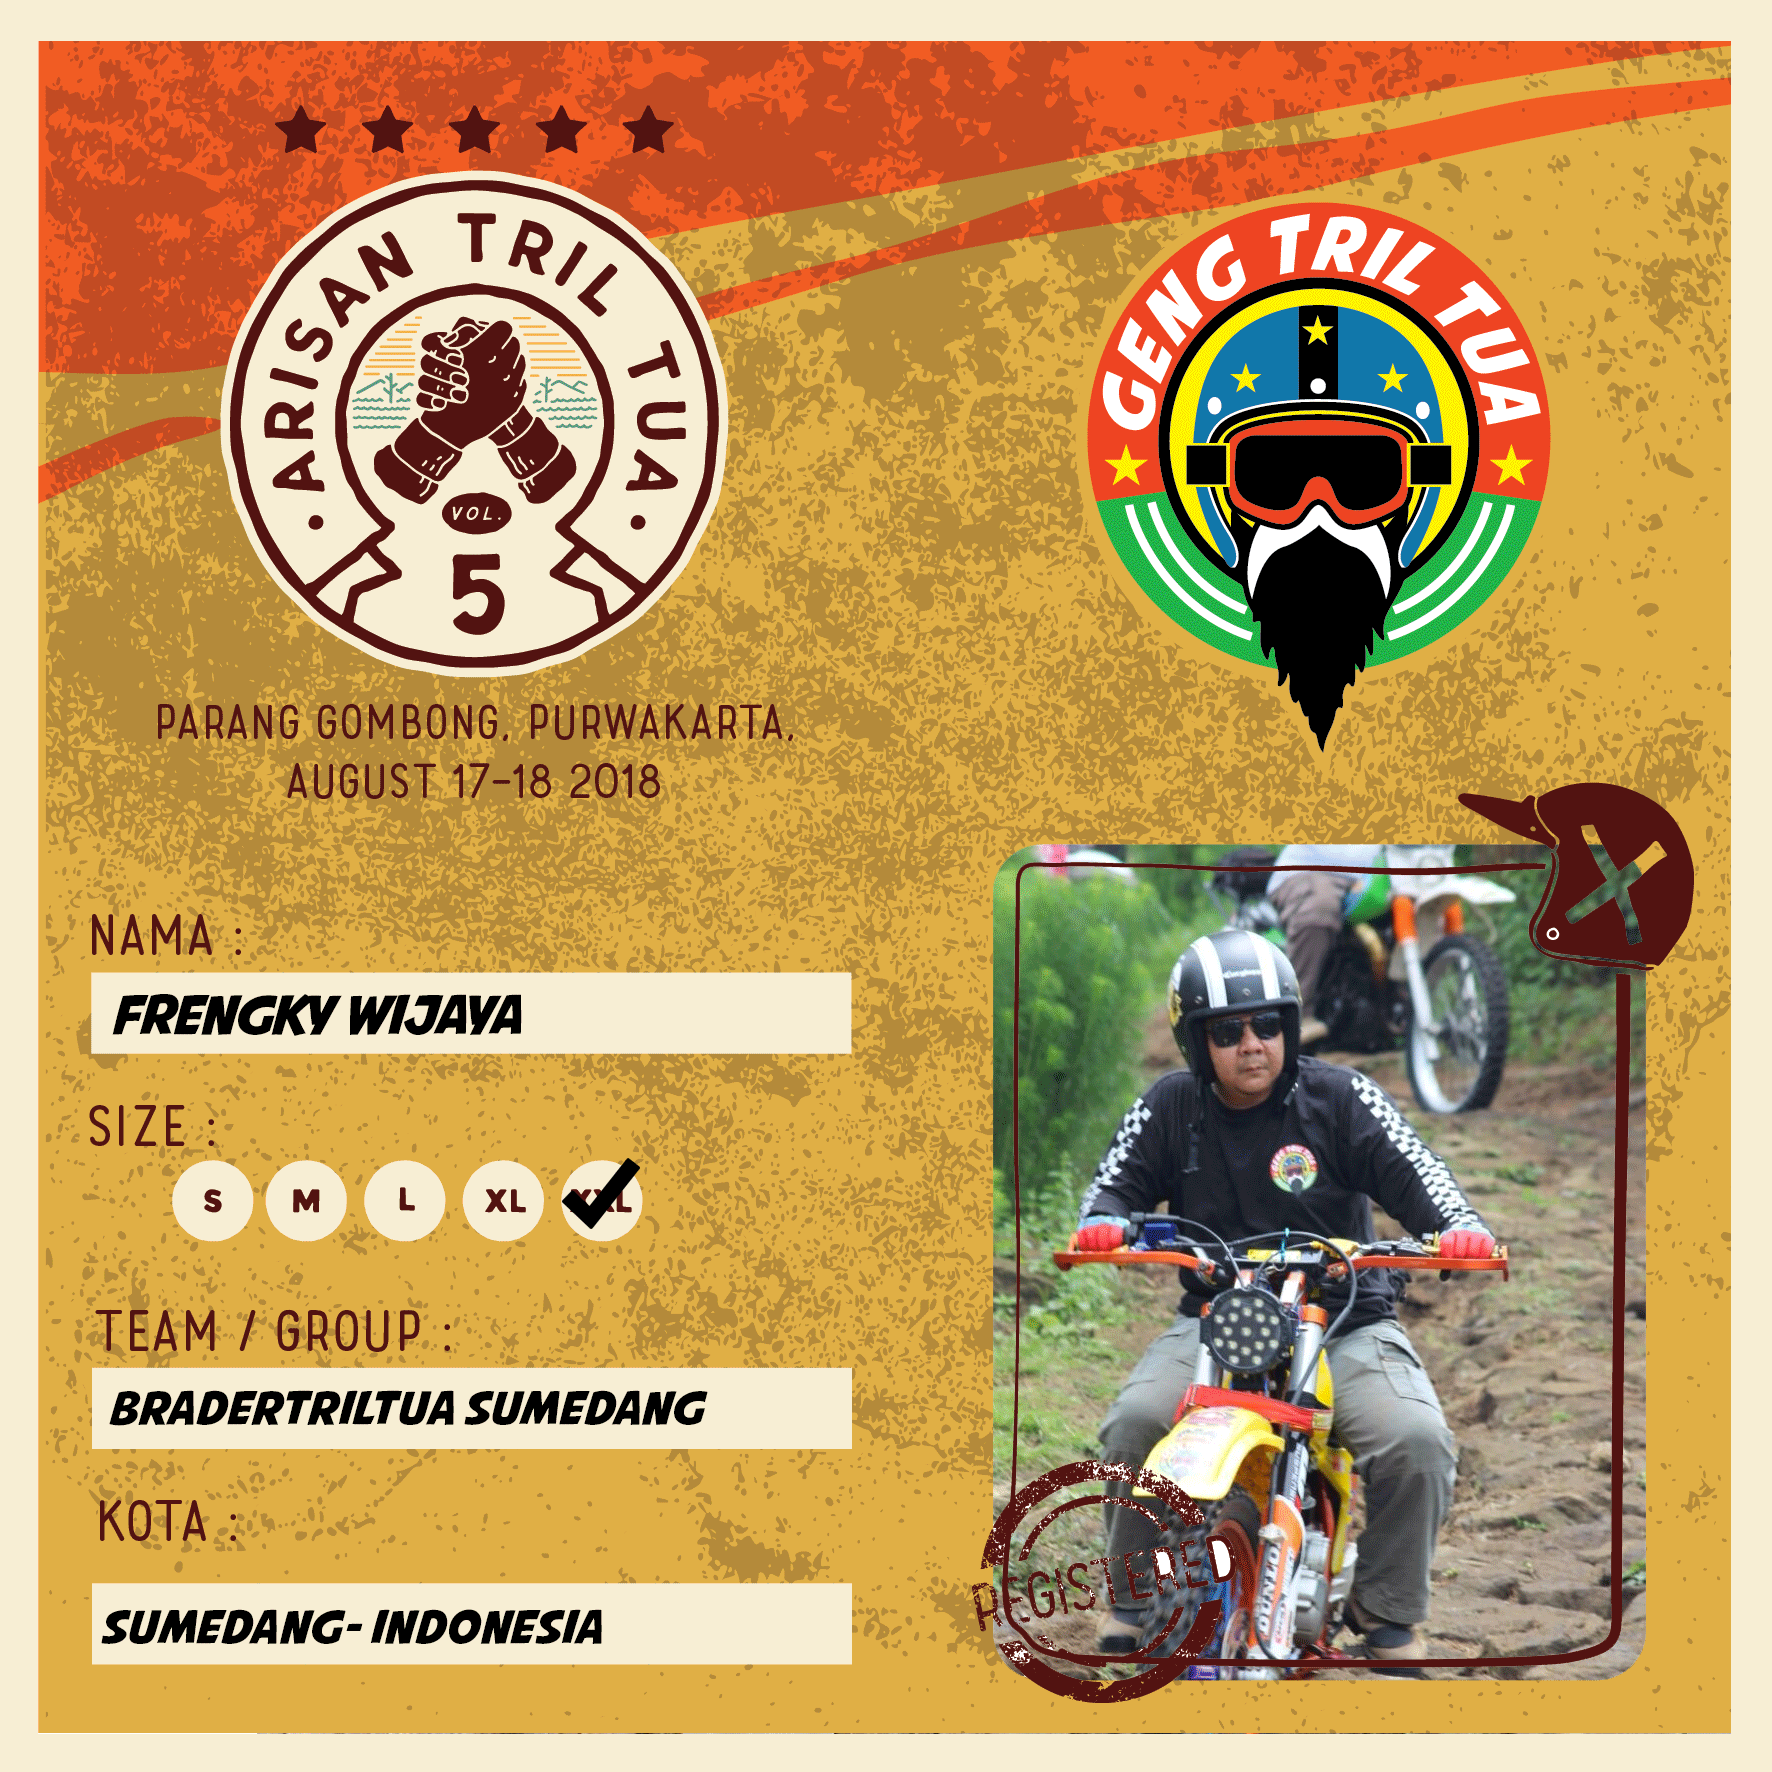 ARISAN TRIL TUA
VOL.
5
GENG TRIL TUA
PARANG GOMBONG, PURWAKARTA,
AUGUST 17-18 2018
NAMA :
FRENGKY WIJAYA
SIZE :
S M L XL XXL
TEAM / GROUP :
BRADERTRILTUA SUMEDANG
KOTA :
SUMEDANG- INDONESIA
REGISTERED